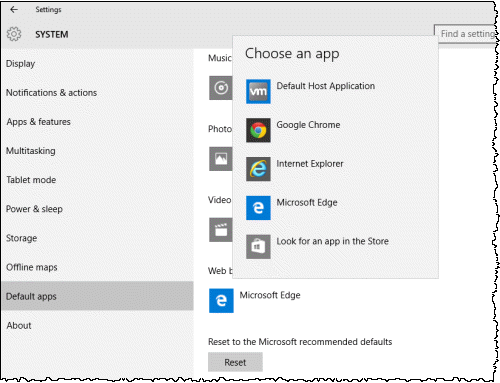 Settings
SYSTEM
Find a setting
Display
Notifications & actions
Apps & features
Multitasking
Tablet mode
Power & sleep
Storage
Offline maps
Default apps
About
Music
Photo
Video
Web b
Microsoft Edge
Reset to the Microsoft recommended defaults
Reset
Choose an app
vm
Default Host Application
Google Chrome
Internet Explorer
Microsoft Edge
Look for an app in the Store